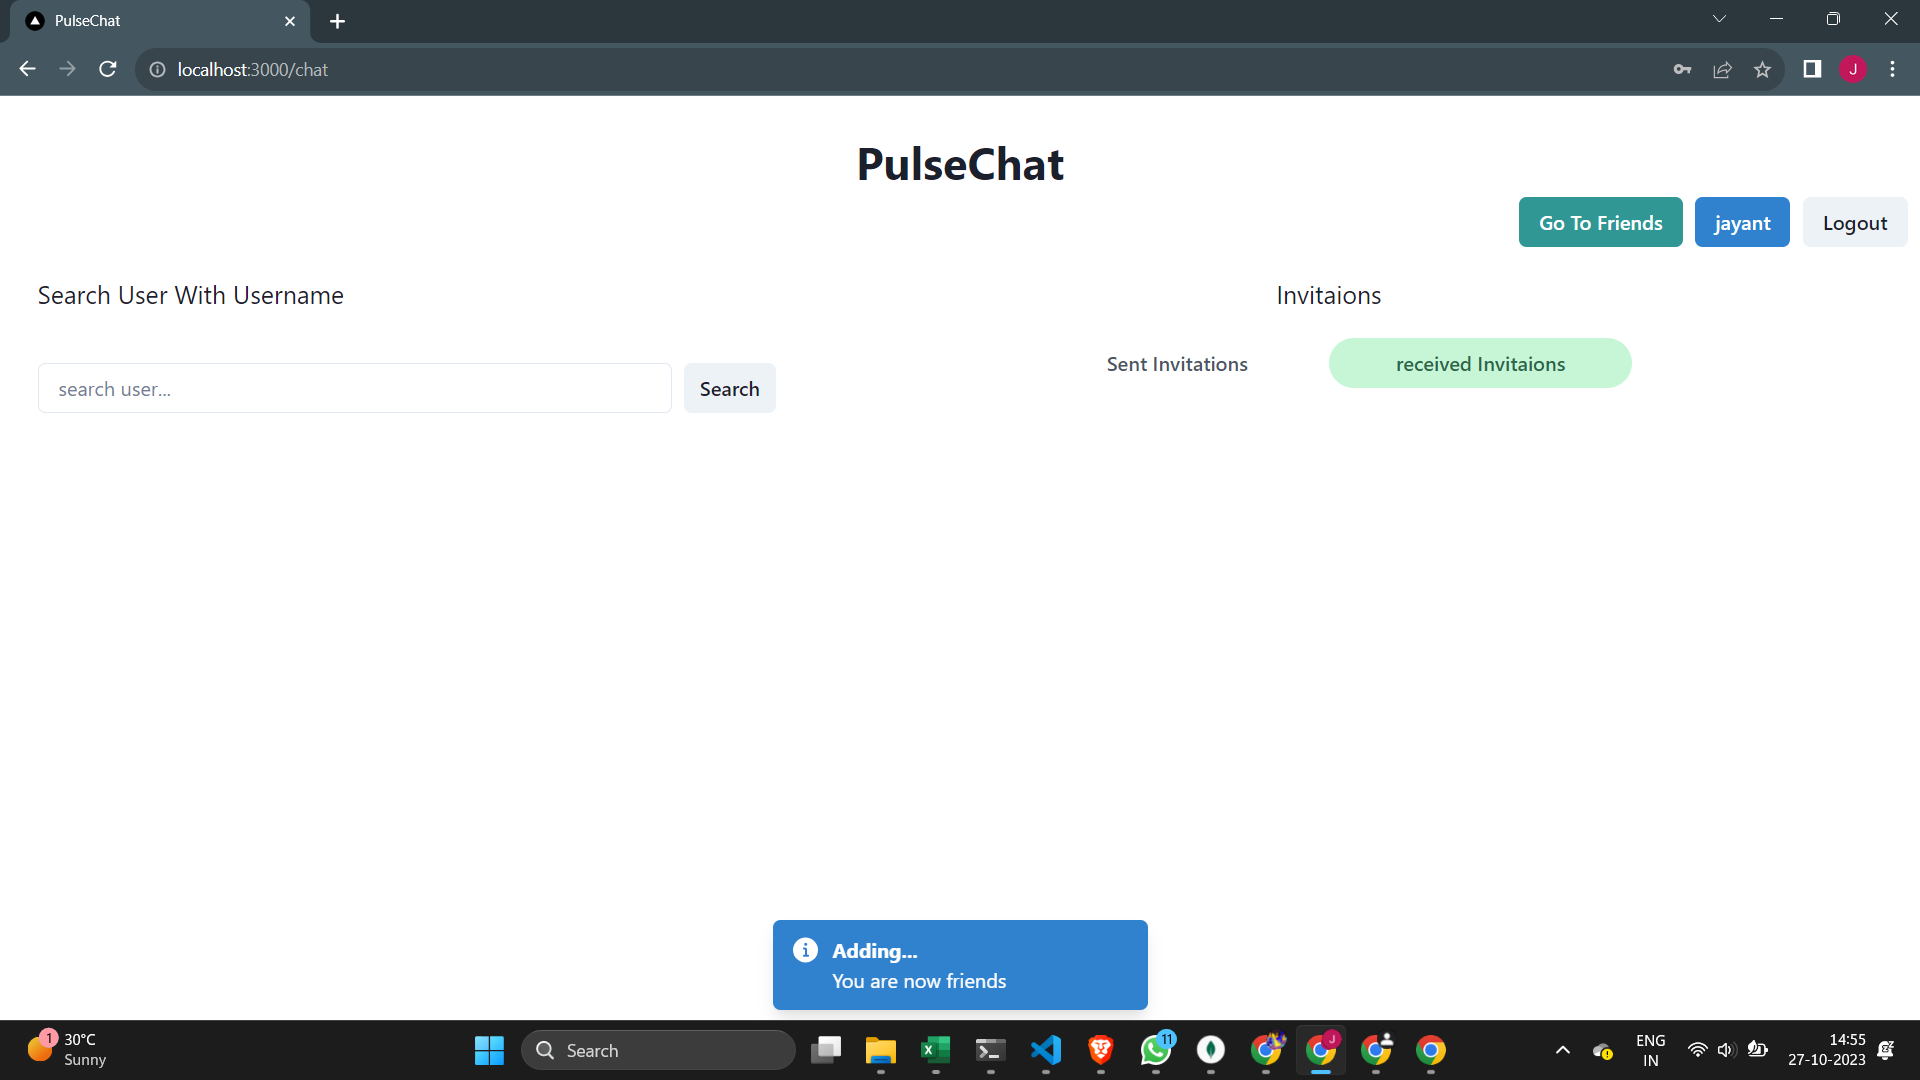 PulseChat
localhost:3000/chat
J
PulseChat
Go To Friends
jayant
Logout
Search User With Username
Invitaions
search user...
Search
Sent Invitations
received Invitaions
Adding...
You are now friends
1
30°C
Sunny
Search
11
J
ENG
IN
14:55
27-10-2023